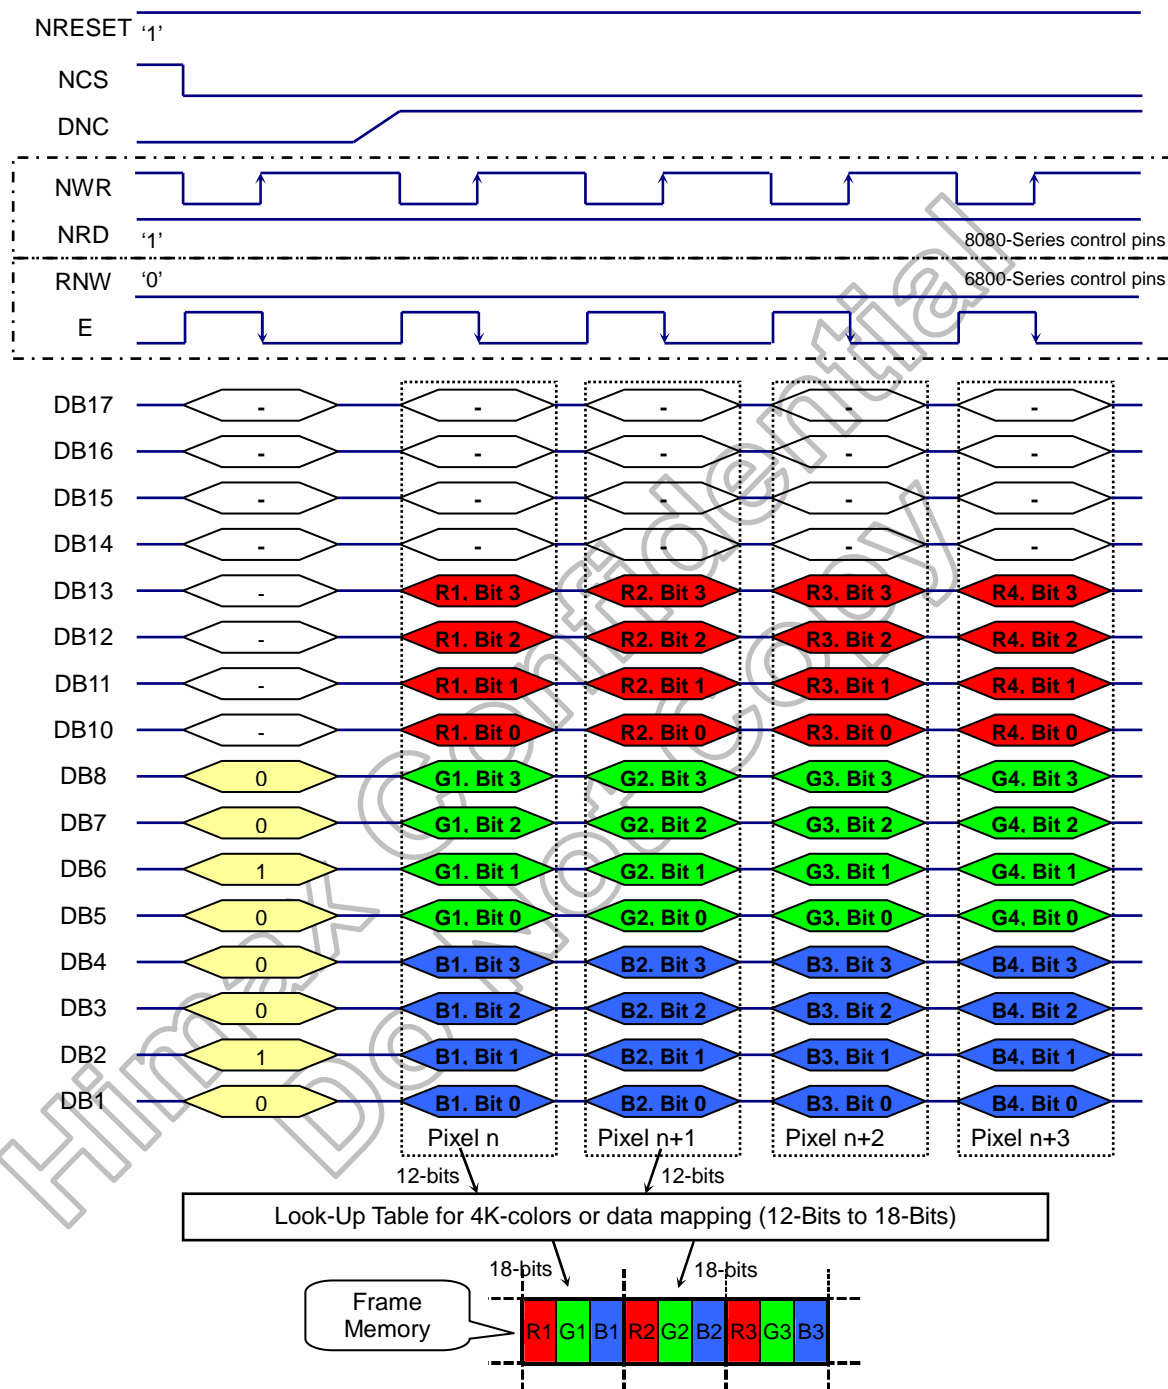 NRESET '1'
NCS
DNC
NWR
NRD '1' 8080-Series control pins
RNW '0' 6800-Series control pins
E
DB17 - - - - -
DB16 - - - - -
DB15 - - - - -
DB14 - - - - -
DB13 - R1, Bit 3 R2, Bit 3 R3, Bit 3 R4, Bit 3
DB12 - R1, Bit 2 R2, Bit 2 R3, Bit 2 R4, Bit 2
DB11 - R1, Bit 1 R2, Bit 1 R3, Bit 1 R4, Bit 1
DB10 - R1, Bit 0 R2, Bit 0 R3, Bit 0 R4, Bit 0
DB8 0 G1, Bit 3 G2, Bit 3 G3, Bit 3 G4, Bit 3
DB7 0 G1, Bit 2 G2, Bit 2 G3, Bit 2 G4, Bit 2
DB6 1 G1, Bit 1 G2, Bit 1 G3, Bit 1 G4, Bit 1
DB5 0 G1, Bit 0 G2, Bit 0 G3, Bit 0 G4, Bit 0
DB4 0 B1, Bit 3 B2, Bit 3 B3, Bit 3 B4, Bit 3
DB3 0 B1, Bit 2 B2, Bit 2 B3, Bit 2 B4, Bit 2
DB2 1 B1, Bit 1 B2, Bit 1 B3, Bit 1 B4, Bit 1
DB1 0 B1, Bit 0 B2, Bit 0 B3, Bit 0 B4, Bit 0
Pixel n Pixel n+1 Pixel n+2 Pixel n+3
12-bits 12-bits
Look-Up Table for 4K-colors or data mapping (12-Bits to 18-Bits)
18-bits 18-bits
Frame
Memory
R1 G1 B1 R2 G2 B2 R3 G3 B3
Himax Confidential
Do Not Copy